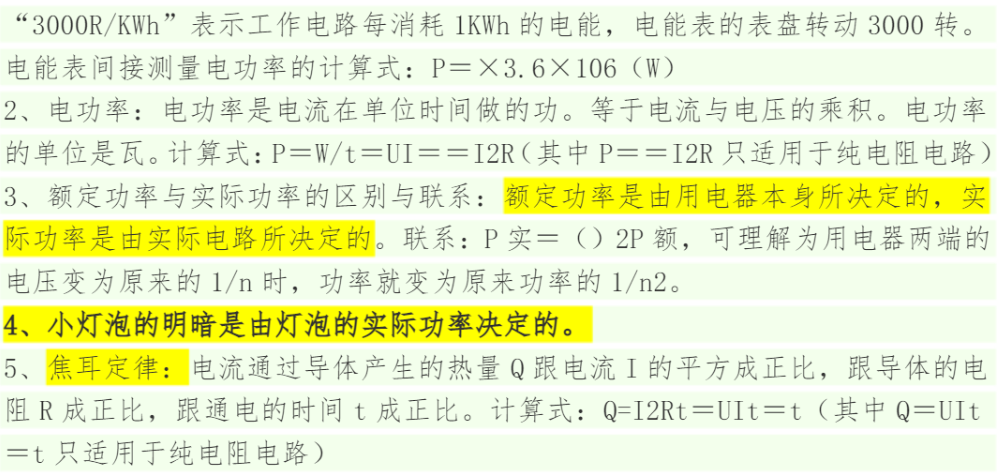 “3000R/KWh”表示工作电路每消耗 1KWh 的电能，电能表的表盘转动 3000 转。
电能表间接测量电功率的计算式：P＝×3.6×106（W）
2、电功率：电功率是电流在单位时间做的功。等于电流与电压的乘积。电功率
的单位是瓦。计算式：P＝W/t＝UI＝＝I2R（其中 P＝＝I2R 只适用于纯电阻电路）
3、额定功率与实际功率的区别与联系：额定功率是由用电器本身所决定的，实
际功率是由实际电路所决定的。联系：P 实＝（）2P 额，可理解为用电器两端的
电压变为原来的 1/n 时，功率就变为原来功率的 1/n2。
4、小灯泡的明暗是由灯泡的实际功率决定的。
5、焦耳定律：电流通过导体产生的热量 Q 跟电流 I 的平方成正比，跟导体的电
阻 R 成正比，跟通电的时间 t 成正比。计算式：Q=I2Rt＝UIt＝t（其中 Q＝UIt
＝t 只适用于纯电阻电路）